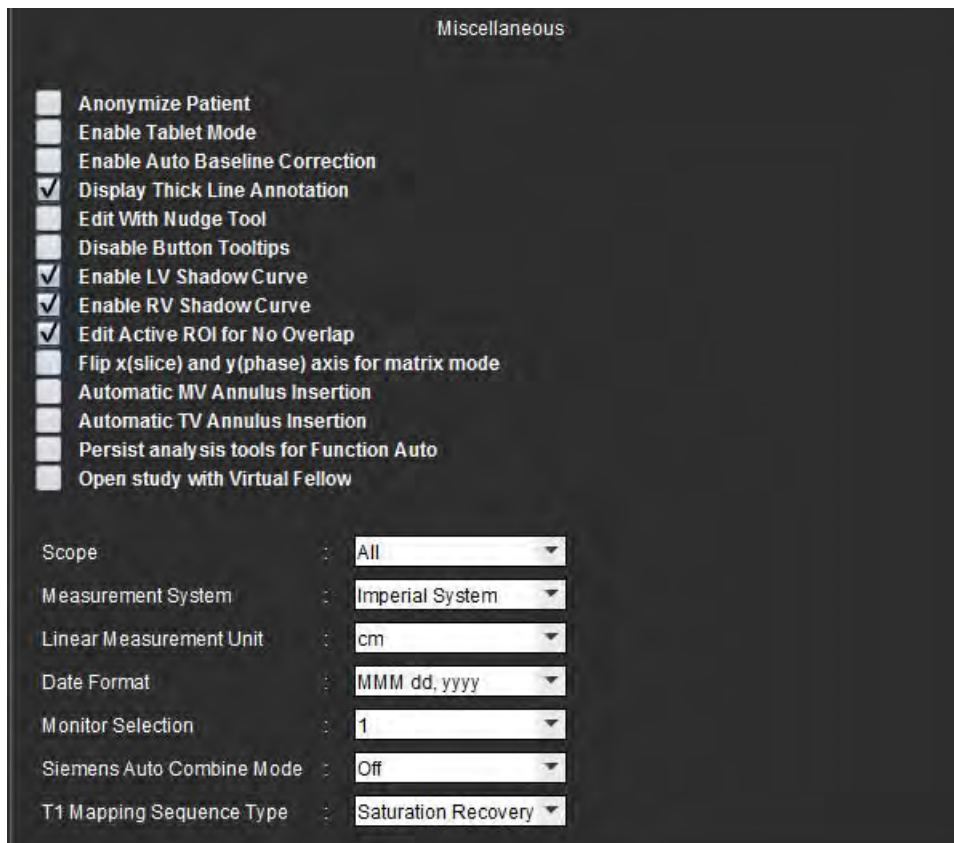 Miscellaneous
Anonymize Patient
Enable Tablet Mode
Enable Auto Baseline Correction
Display Thick Line Annotation
Edit With Nudge Tool
Disable Button Tooltips
Enable LV Shadow Curve
Enable RV Shadow Curve
Edit Active ROI for No Overlap
Flip x(slice) and y(phase) axis for matrix mode
Automatic MV Annulus Insertion
Automatic TV Annulus Insertion
Persist analysis tools for Function Auto
Open study with Virtual Fellow
Scope : All
Measurement System : Imperial System
Linear Measurement Unit : cm
Date Format : MMM dd, yyyy
Monitor Selection : 1
Siemens Auto Combine Mode : Off
T1 Mapping Sequence Type : Saturation Recovery